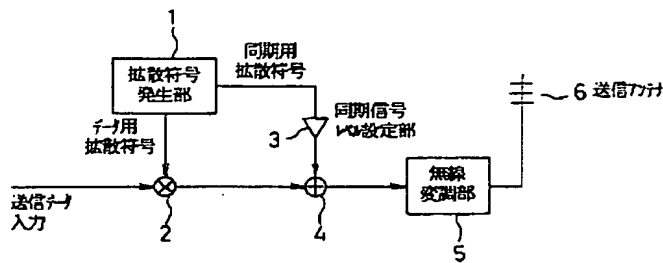 1
拡散符号
発生部
同期用
拡散符号
データ用
拡散符号
3
同期信号
レベル設定部
6 送信アンテナ
送信データ
入力
2
4
無線
変調部
5